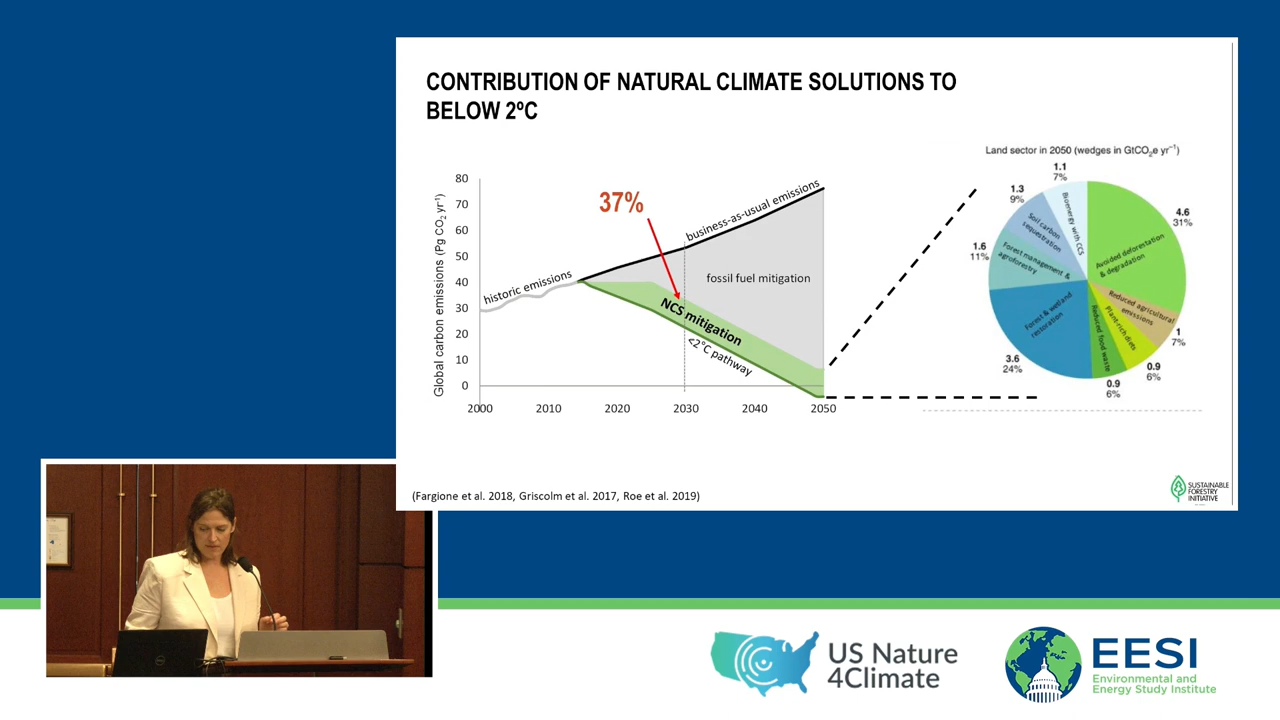 CONTRIBUTION OF NATURAL CLIMATE SOLUTIONS TO
BELOW 2ºC
Global carbon emissions (Pg CO2 yr-1)
80
70
60
50
40
30
20
10
0
2000
2010
2020
2030
2040
2050
historic emissions
37%
business-as-usual emissions
fossil fuel mitigation
NCS mitigation
<2°C pathway
Land sector in 2050 (wedges in GtCO2e yr-1)
4.6
31%
Avoided deforestation
& degradation
1
7%
Reduced agricultural
emissions
0.9
6%
Plant-rich diets
0.9
6%
Reduced food waste
3.6
24%
Forest & wetland
restoration
1.6
11%
Forest management &
agroforestry
1.3
9%
Soil carbon
sequestration
1.1
7%
Bioenergy with CCS
(Fargione et al. 2018, Griscolm et al. 2017, Roe et al. 2019)
SUSTAINABLE
FORESTRY
INITIATIVE
US Nature
4Climate
EESI
Environmental and
Energy Study Institute